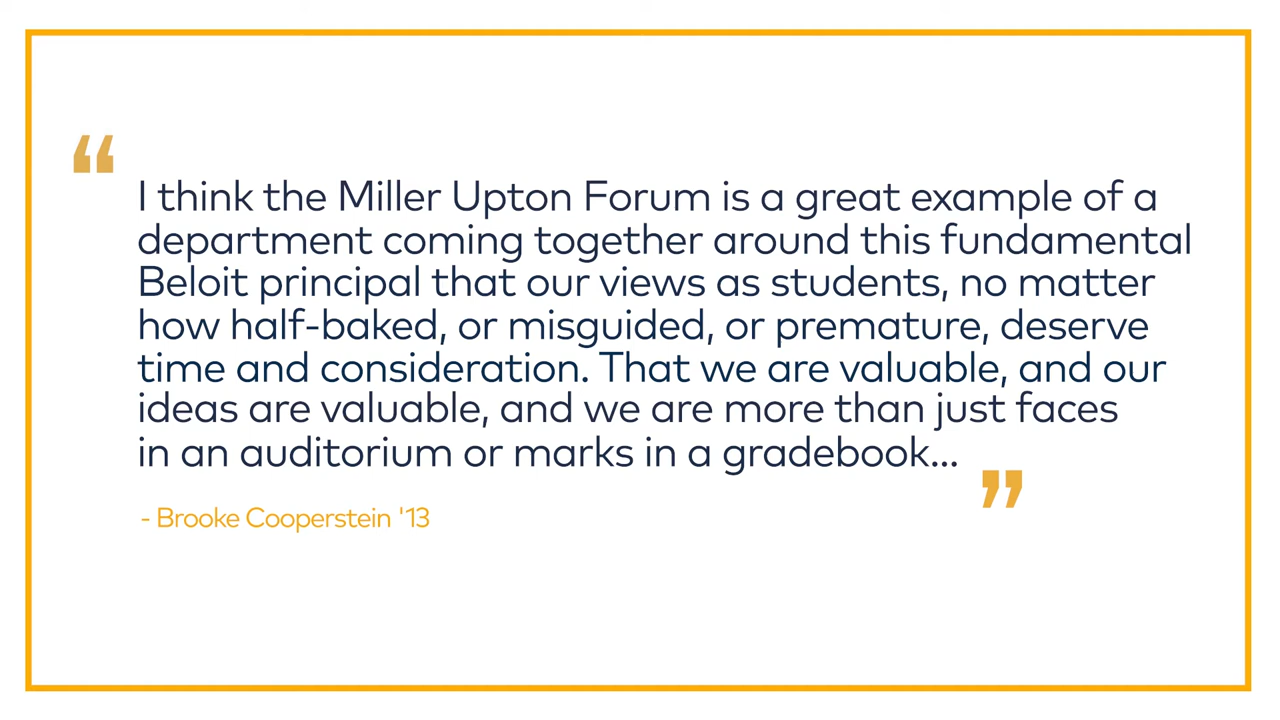 “
I think the Miller Upton Forum is a great example of a
department coming together around this fundamental
Beloit principal that our views as students, no matter
how half-baked, or misguided, or premature, deserve
time and consideration. That we are valuable, and our
ideas are valuable, and we are more than just faces
in an auditorium or marks in a gradebook...
”
- Brooke Cooperstein '13